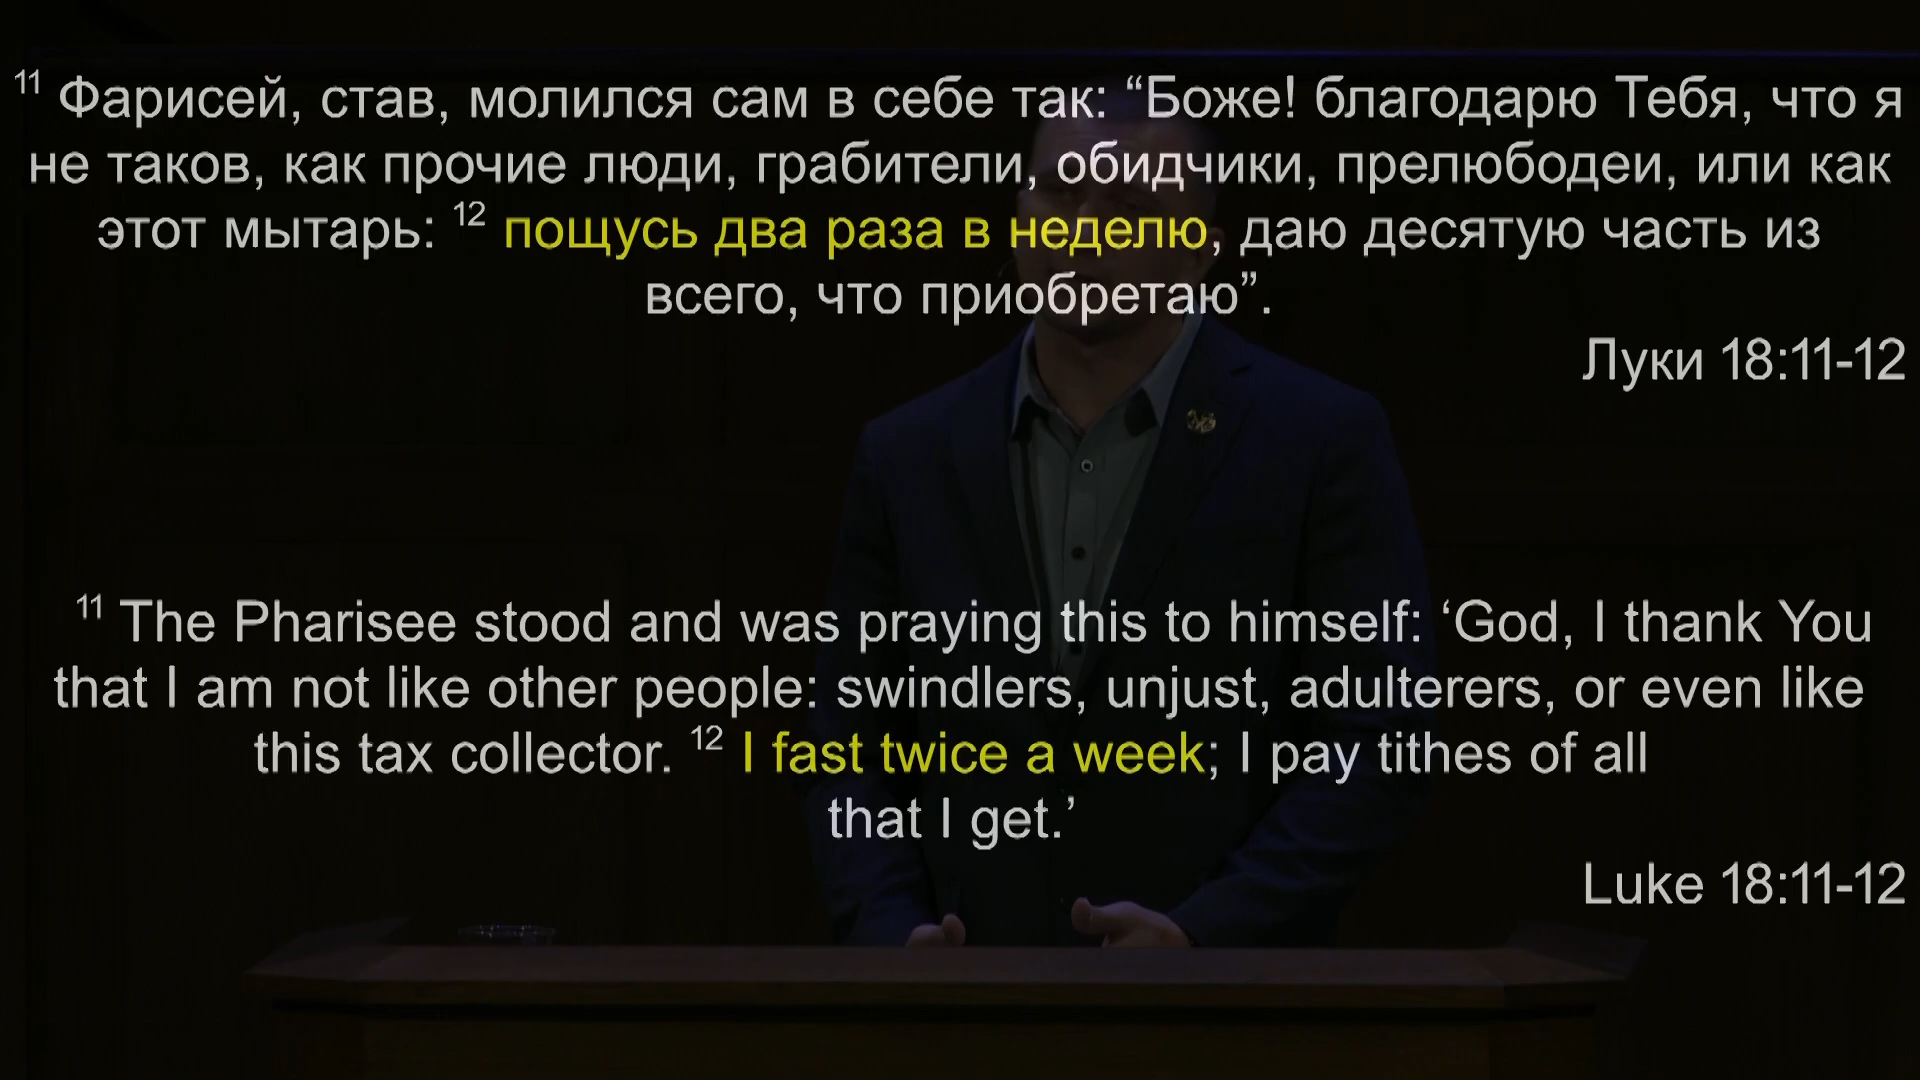 11 Фарисей, став, молился сам в себе так: “Боже! благодарю Тебя, что я
не таков, как прочие люди, грабители, обидчики, прелюбодеи, или как
этот мытарь: 12 пощусь два раза в неделю, даю десятую часть из
всего, что приобретаю”.
Луки 18:11-12
11 The Pharisee stood and was praying this to himself: ‘God, I thank You
that I am not like other people: swindlers, unjust, adulterers, or even like
this tax collector. 12 I fast twice a week; I pay tithes of all
that I get.’
Luke 18:11-12